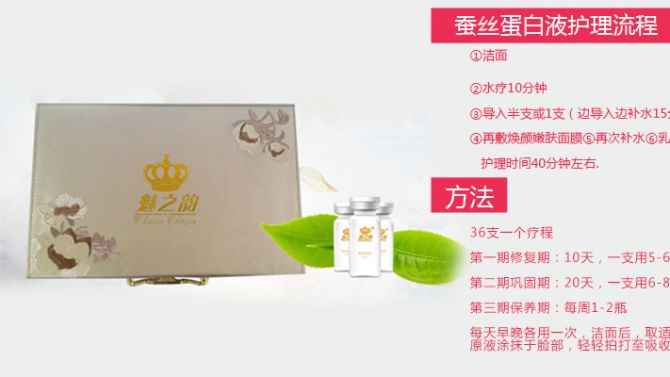 蚕丝蛋白液护理流程
①洁面
②水疗10分钟
③导入半支或1支（边导入边补水15
④再敷焕颜嫩肤面膜⑤再次补水⑥乳
护理时间40分钟左右.
魅之韵
方法
36支一个疗程
第一期修复期：10天，一支用5-6
第二期巩固期：20天，一支用6-8
第三期保养期：每周1-2瓶
每天早晚各用一次，洁面后，取适
原液涂抹于脸部，轻轻拍打至吸收